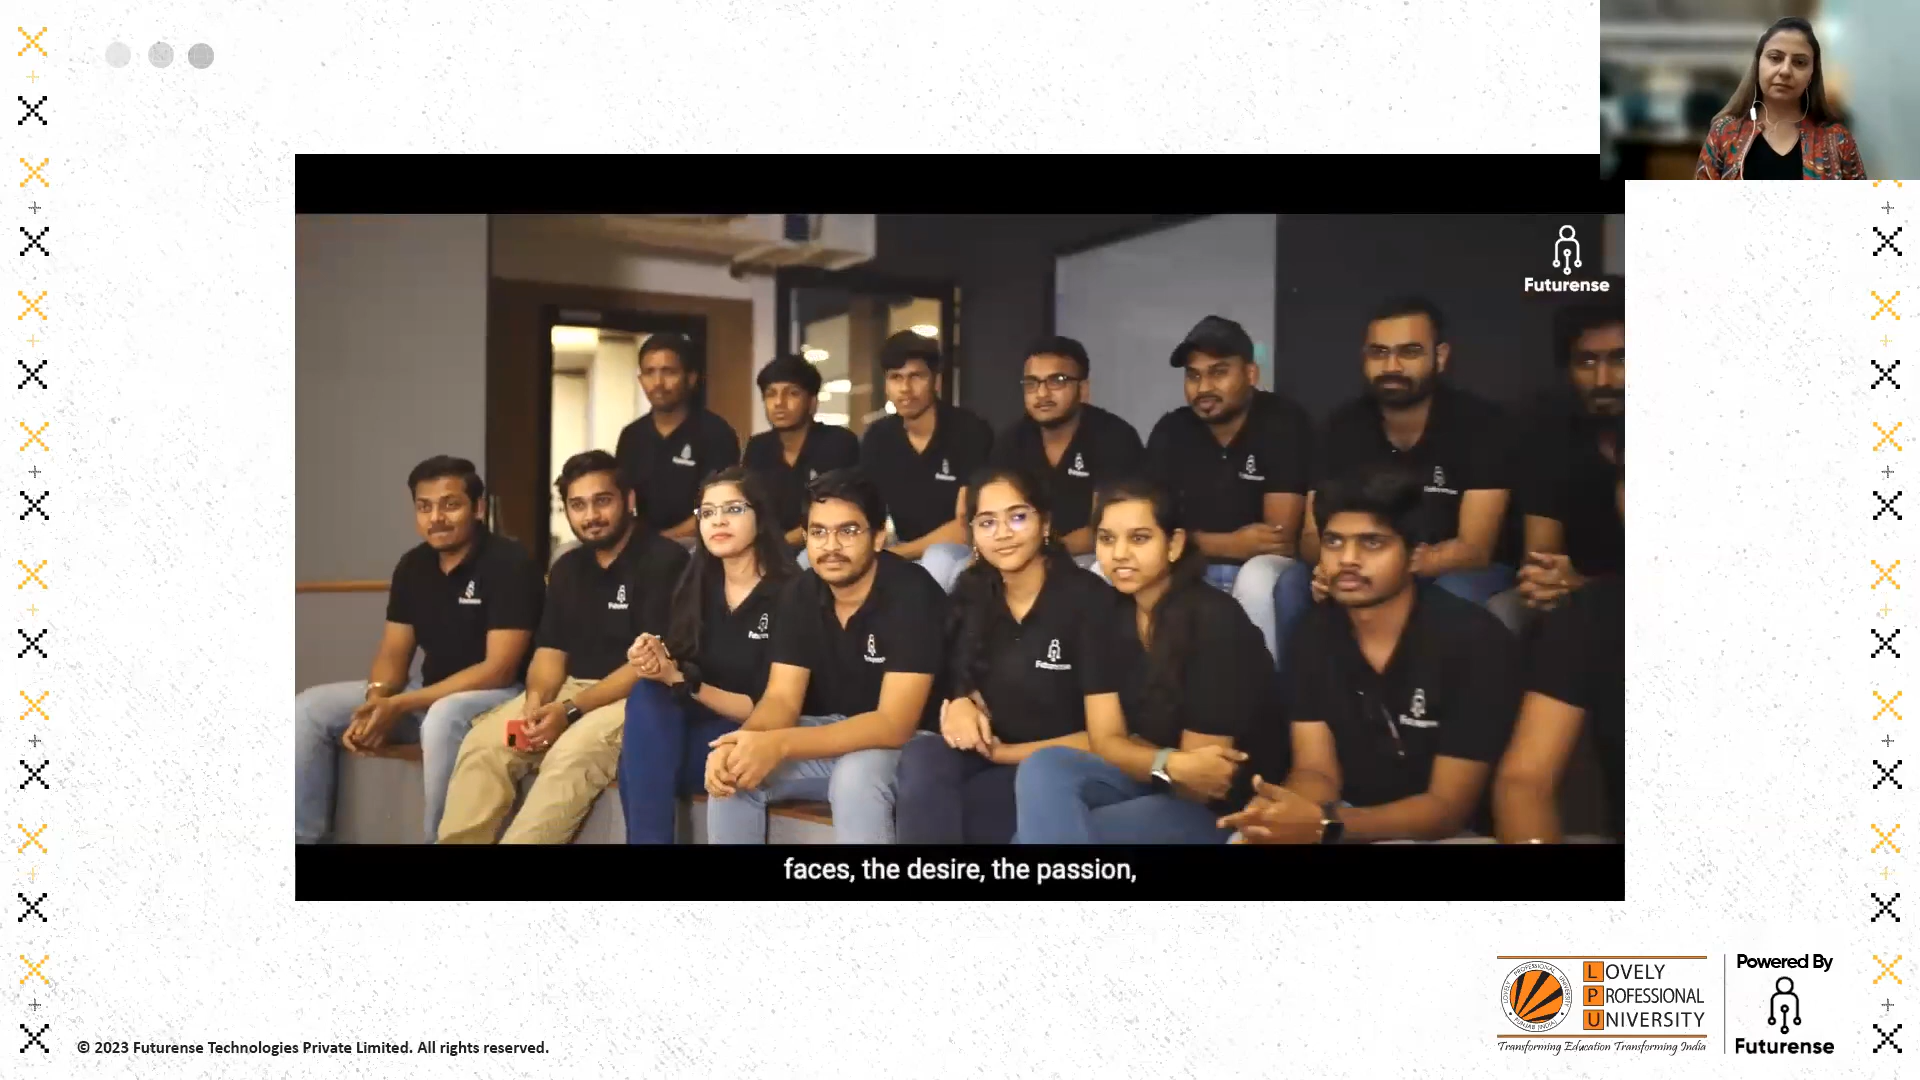 Futurense
faces, the desire, the passion,
LOVELY
PROFESSIONAL
UNIVERSITY
Transforming Education Transforming India
Powered By
Futurense
© 2023 Futurense Technologies Private Limited. All rights reserved.